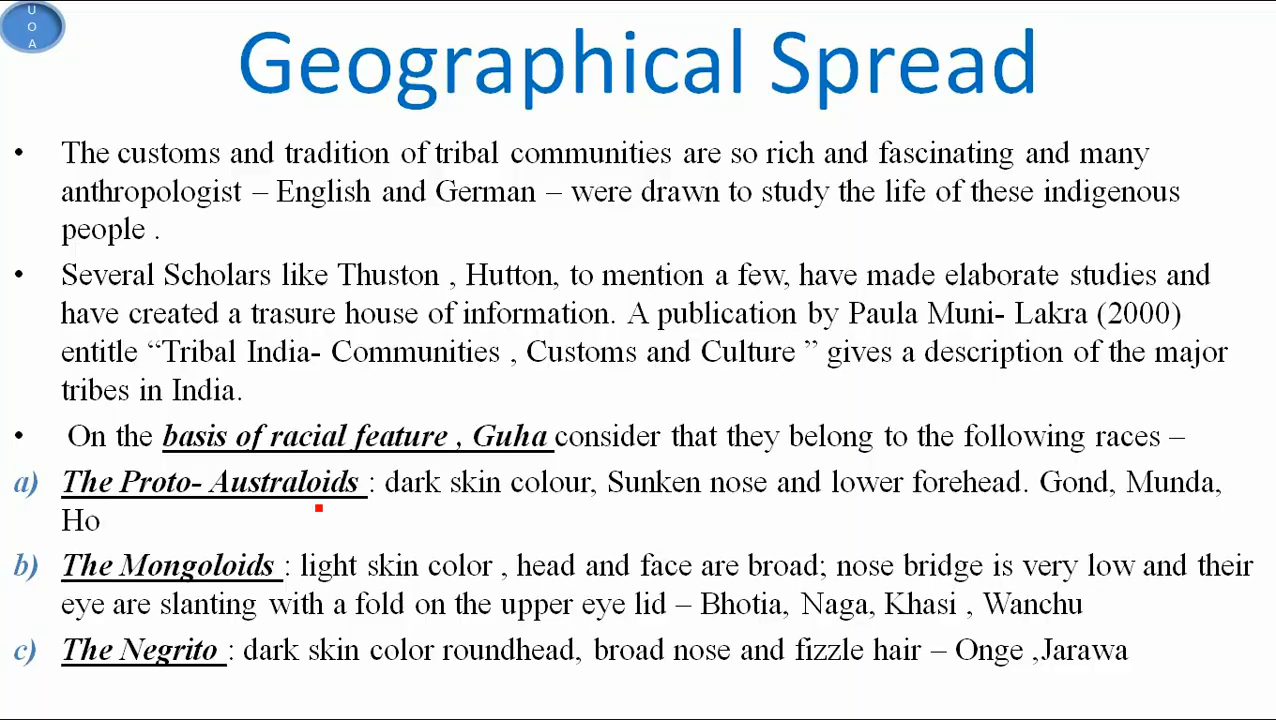 U
O
A
Geographical Spread
• The customs and tradition of tribal communities are so rich and fascinating and many
anthropologist – English and German – were drawn to study the life of these indigenous
people .
• Several Scholars like Thuston , Hutton, to mention a few, have made elaborate studies and
have created a trasure house of information. A publication by Paula Muni- Lakra (2000)
entitle “Tribal India- Communities , Customs and Culture ” gives a description of the major
tribes in India.
• On the basis of racial feature , Guha consider that they belong to the following races –
a) The Proto- Australoids : dark skin colour, Sunken nose and lower forehead. Gond, Munda,
Ho
b) The Mongoloids : light skin color , head and face are broad; nose bridge is very low and their
eye are slanting with a fold on the upper eye lid – Bhotia, Naga, Khasi , Wanchu
c) The Negrito : dark skin color roundhead, broad nose and fizzle hair – Onge ,Jarawa